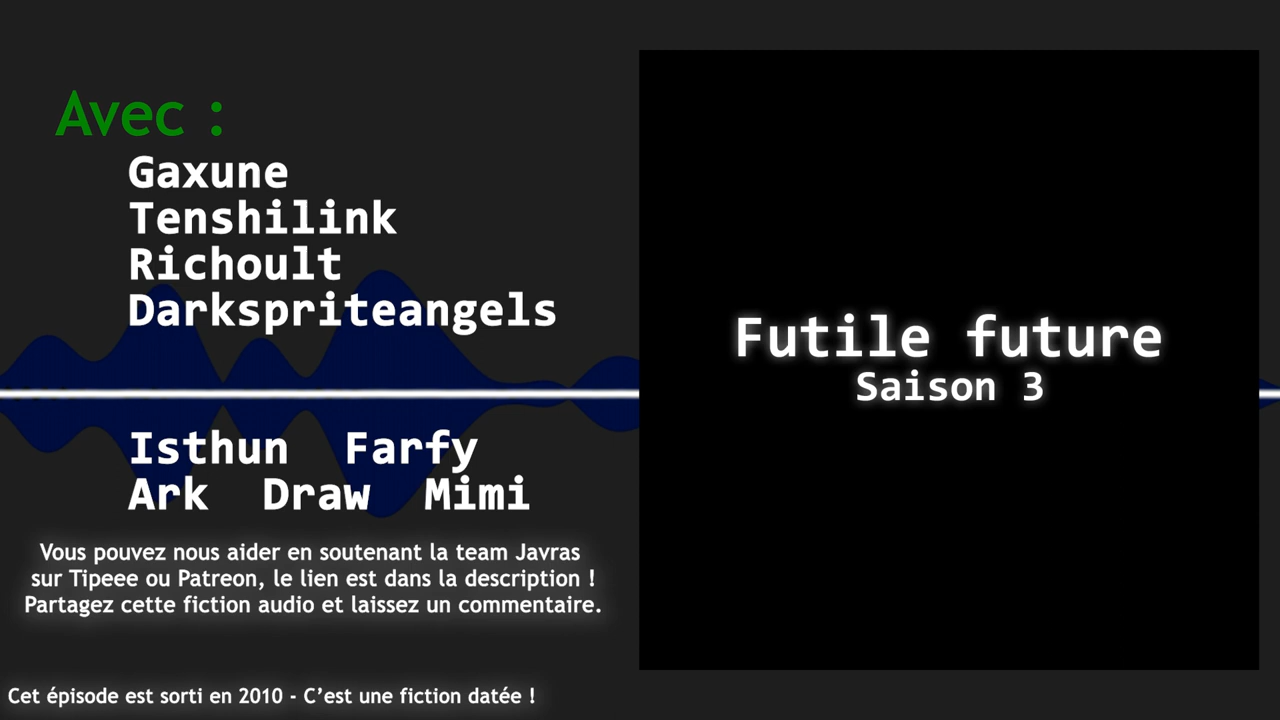 Avec :
Gaxune
Tenshilink
Richoult
Darkspriteangels
Isthun Farfy
Ark Draw Mimi
Vous pouvez nous aider en soutenant la team Javras
sur Tipeee ou Patreon, le lien est dans la description !
Partagez cette fiction audio et laissez un commentaire.
Cet épisode est sorti en 2010 - C’est une fiction datée !
Futile future
Saison 3